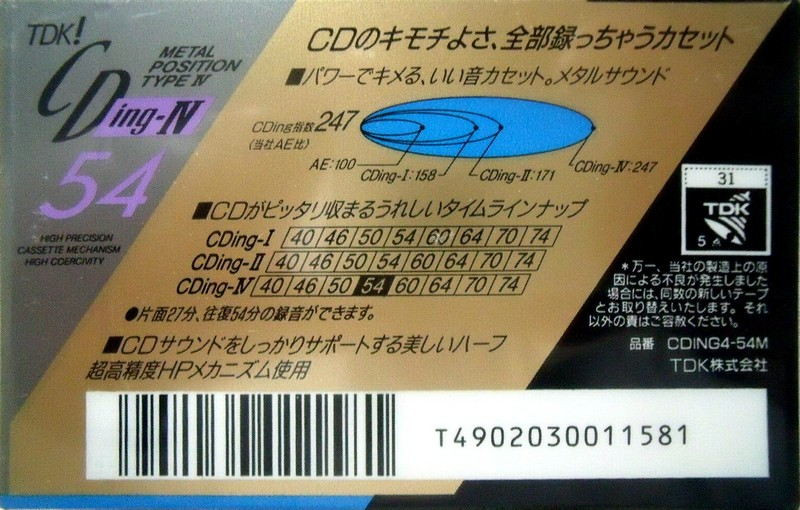 TDK!
CDing-Ⅳ
METAL
POSITION
TYPE Ⅳ
54
HIGH PRECISION
CASSETTE MECHANISM
HIGH COERCIVITY
CDのキモチよさ、全部録っちゃうカセット
■パワーでキメる、いい音カセット。メタルサウンド
CDing指数247
(当社AE比)
AE:100
CDing-Ⅰ:158
CDing-Ⅱ:171
CDing-Ⅳ:247
■CDがピッタリ収まるうれしいタイムラインナップ
CDing-Ⅰ 40 46 50 54 60 64 70 74
CDing-Ⅱ 40 46 50 54 60 64 70 74
CDing-Ⅳ 40 46 50 54 60 64 70 74
●片面27分、往復54分の録音ができます。
■CDサウンドをしっかりサポートする美しいハーフ
超高精度HPメカニズム使用
31
TDK
5
*万一、当社の製造上の原
因による不良が発生しました
場合には、同数の新しいテープ
とお取り替えいたします。それ
以外の責はご容赦ください。
品番 CDING4-54M
TDK株式会社
T4902030011581